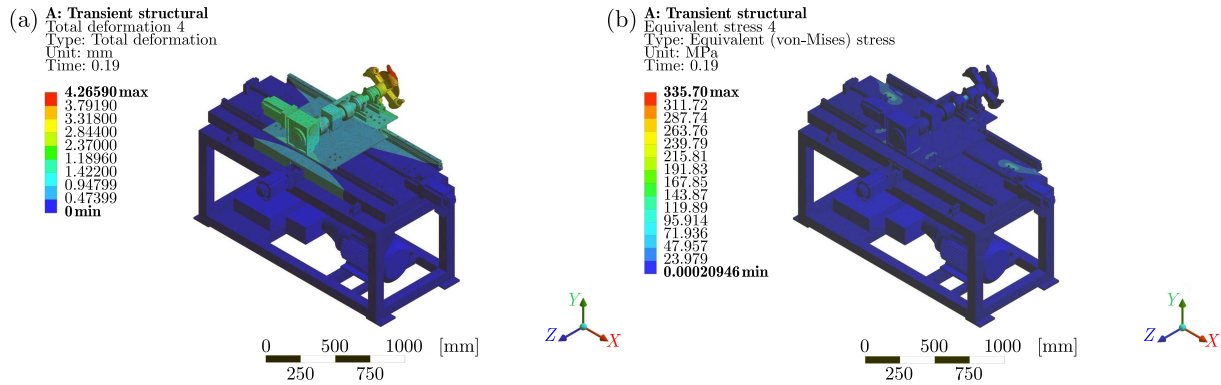 (a)
A: Transient structural
Total deformation 4
Type: Total deformation
Unit: mm
Time: 0.19
4.26590 max
3.79190
3.31800
2.84400
2.37000
1.18960
1.42200
0.94799
0.47399
0 min
0 500 1000 [mm]
250 750
Y
Z X
(b)
A: Transient structural
Equivalent stress 4
Type: Equivalent (von-Mises) stress
Unit: MPa
Time: 0.19
335.70 max
311.72
287.74
263.76
239.79
215.81
191.83
167.85
143.87
119.89
95.914
71.936
47.957
23.979
0.00020946 min
0 500 1000 [mm]
250 750
Y
Z X